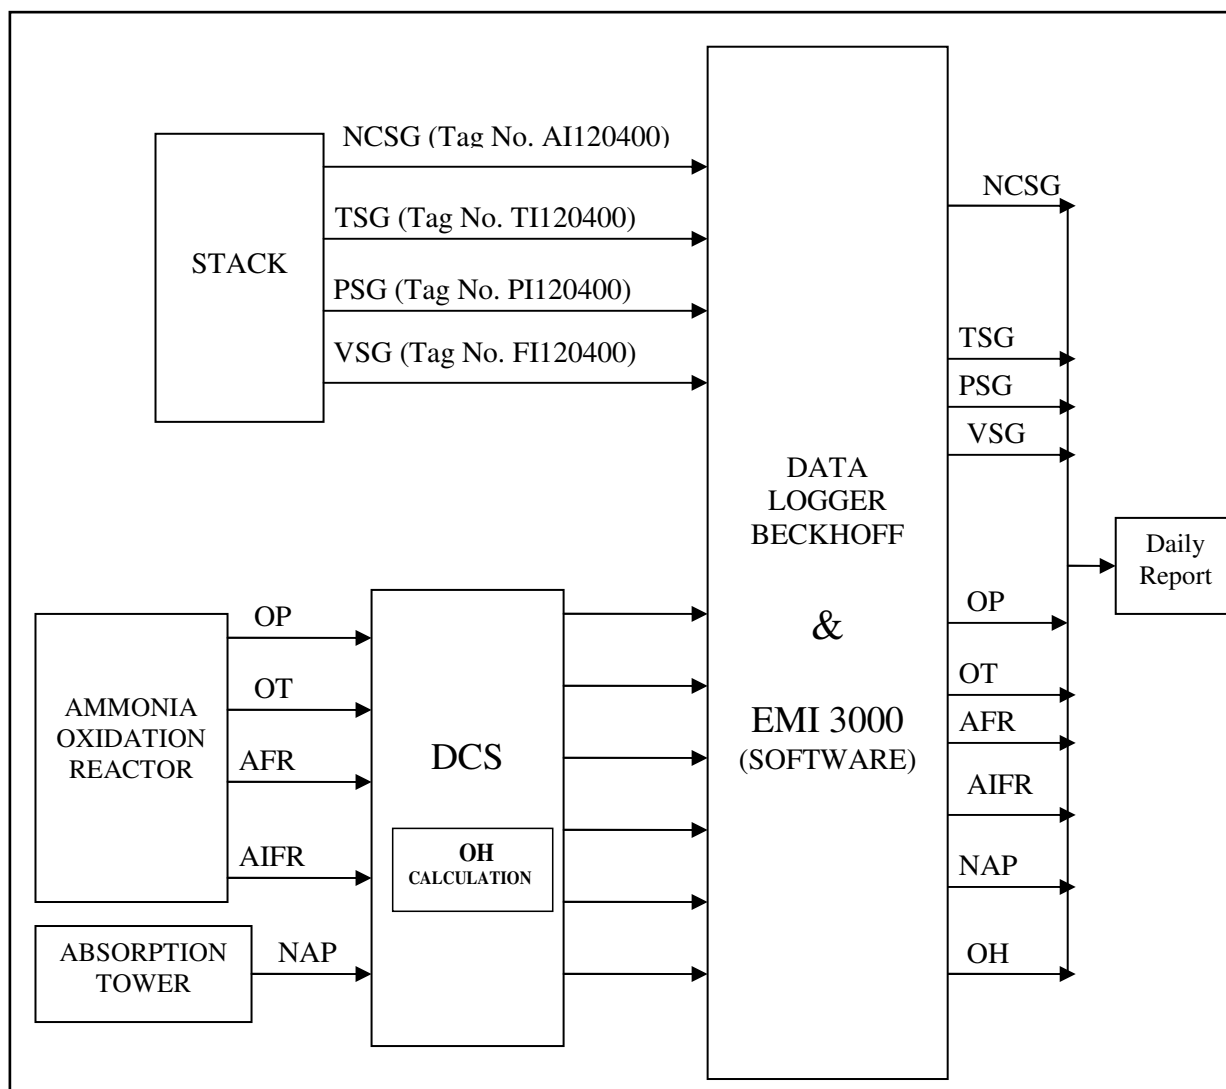 NCSG (Tag No. AI120400)
TSG (Tag No. TI120400)
PSG (Tag No. PI120400)
VSG (Tag No. FI120400)
STACK
NCSG
TSG
PSG
VSG
DATA
LOGGER
BECKHOFF
&
EMI 3000
(SOFTWARE)
Daily
Report
OP
OT
AFR
AIFR
AMMONIA
OXIDATION
REACTOR
DCS
OH
CALCULATION
ABSORPTION
TOWER
NAP
OP
OT
AFR
AIFR
NAP
OH